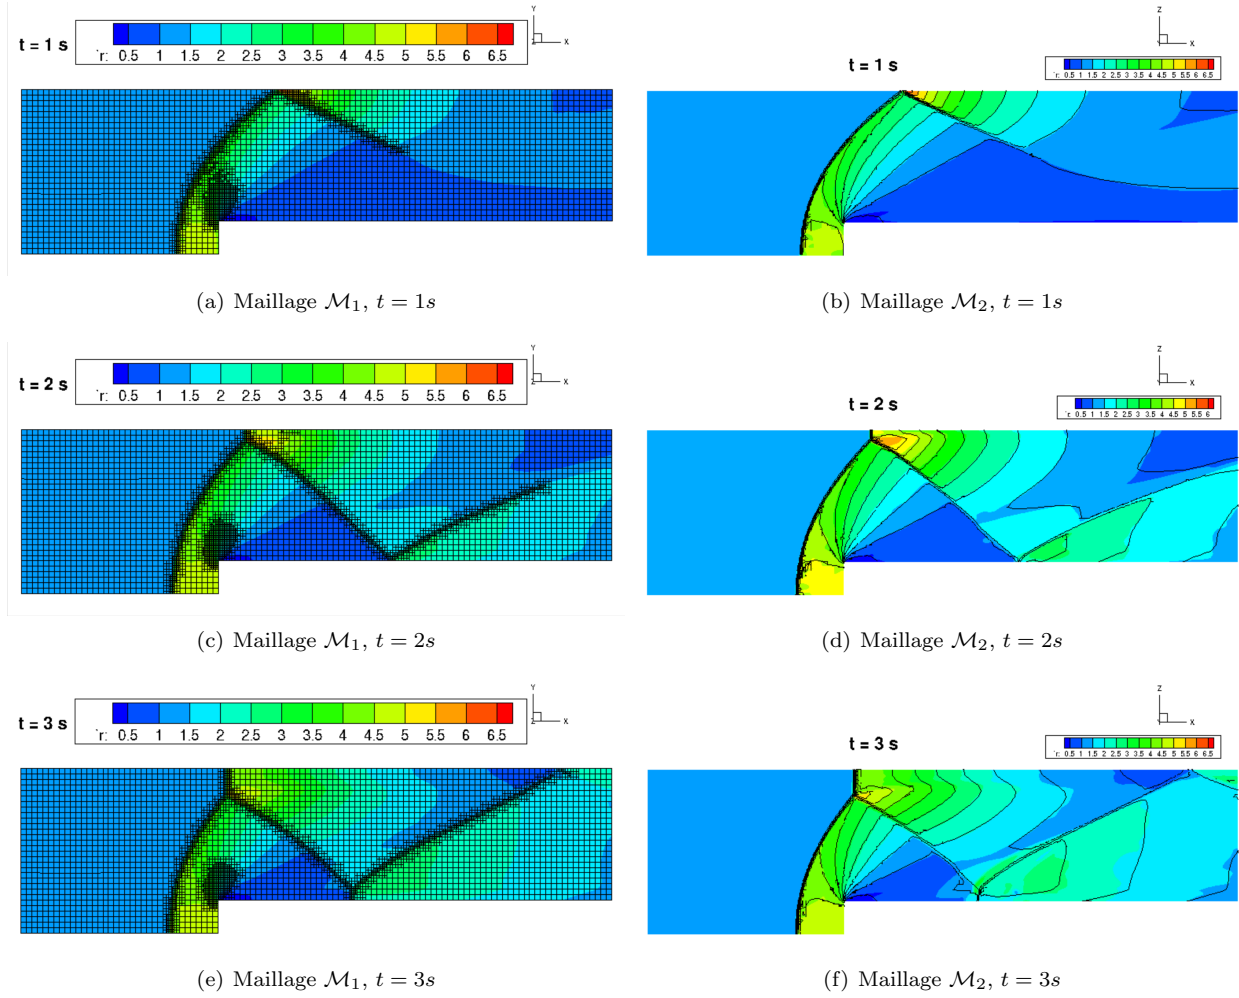 Y
t = 1 s
`r: 0.5 1 1.5 2 2.5 3 3.5 4 4.5 5 5.5 6 6.5
Z X
Z
t = 1 s
X
`r: 0.5 1 1.5 2 2.5 3 3.5 4 4.5 5 5.5 6 6.5
(a) Maillage M₁, t = 1s
(b) Maillage M₂, t = 1s
Y
t = 2 s
`r: 0.5 1 1.5 2 2.5 3 3.5 4 4.5 5 5.5 6 6.5
Z X
Z
t = 2 s
X
`r: 0.5 1 1.5 2 2.5 3 3.5 4 4.5 5 5.5 6 6.5
(c) Maillage M₁, t = 2s
(d) Maillage M₂, t = 2s
Y
t = 3 s
`r: 0.5 1 1.5 2 2.5 3 3.5 4 4.5 5 5.5 6 6.5
Z X
Z
t = 3 s
X
`r: 0.5 1 1.5 2 2.5 3 3.5 4 4.5 5 5.5 6 6.5
(e) Maillage M₁, t = 3s
(f) Maillage M₂, t = 3s